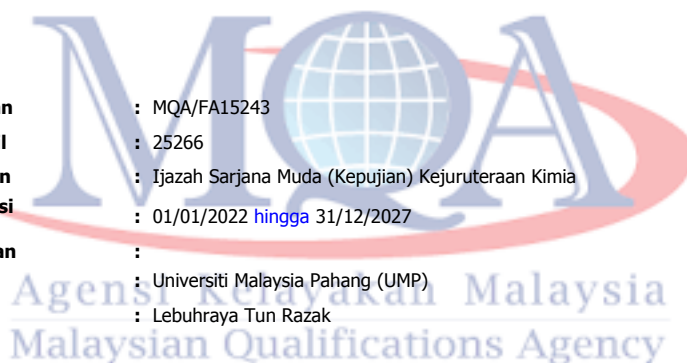 MQA
an : MQA/FA15243
l : 25266
n : Ijazah Sarjana Muda (Kepujian) Kejuruteraan Kimia
si : 01/01/2022 hingga 31/12/2027
an :
: Universiti Malaysia Pahang (UMP)
: Lebuhraya Tun Razak
Agensi Kelayakan Malaysia
Malaysian Qualifications Agency